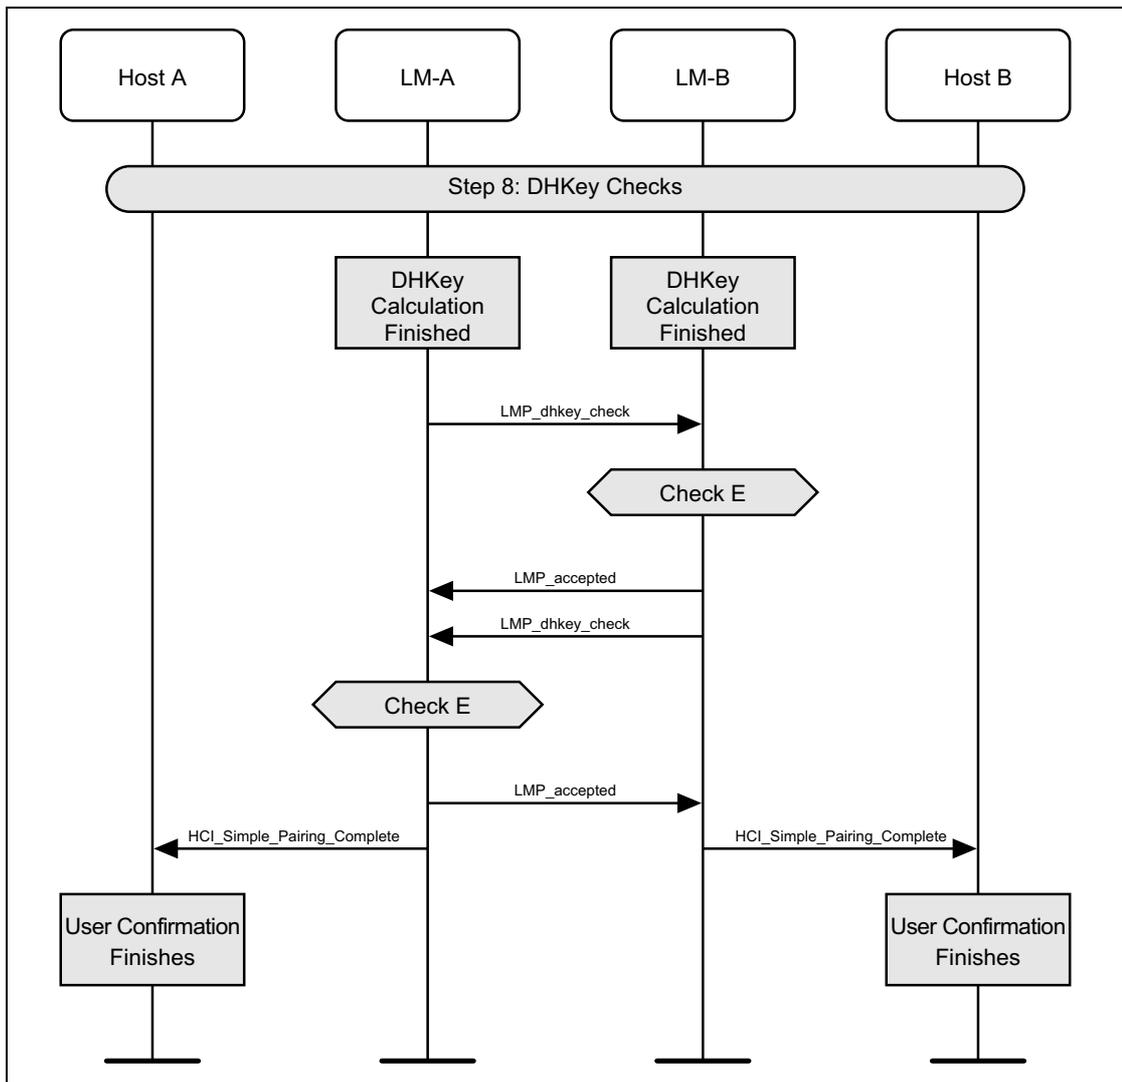 Host A
LM-A
LM-B
Host B
Step 8: DHKey Checks
DHKey
Calculation
Finished
DHKey
Calculation
Finished
LMP_dhkey_check
Check E
LMP_accepted
LMP_dhkey_check
Check E
LMP_accepted
HCI_Simple_Pairing_Complete
HCI_Simple_Pairing_Complete
User Confirmation
Finishes
User Confirmation
Finishes